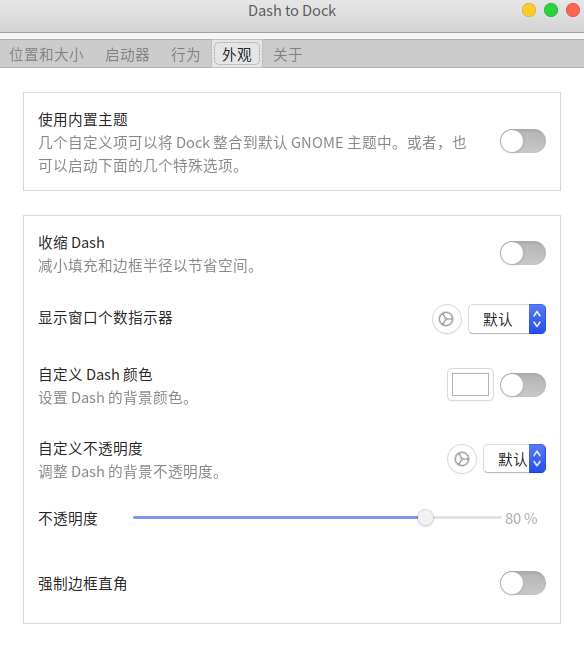 Dash to Dock
位置和大小 启动器 行为 外观 关于
使用内置主题
几个自定义项可以将 Dock 整合到默认 GNOME 主题中。或者，也
可以启动下面的几个特殊选项。
收缩 Dash
减小填充和边框半径以节省空间。
显示窗口个数指示器 默认
自定义 Dash 颜色
设置 Dash 的背景颜色。
自定义不透明度 默认
调整 Dash 的背景不透明度。
不透明度 80 %
强制边框直角